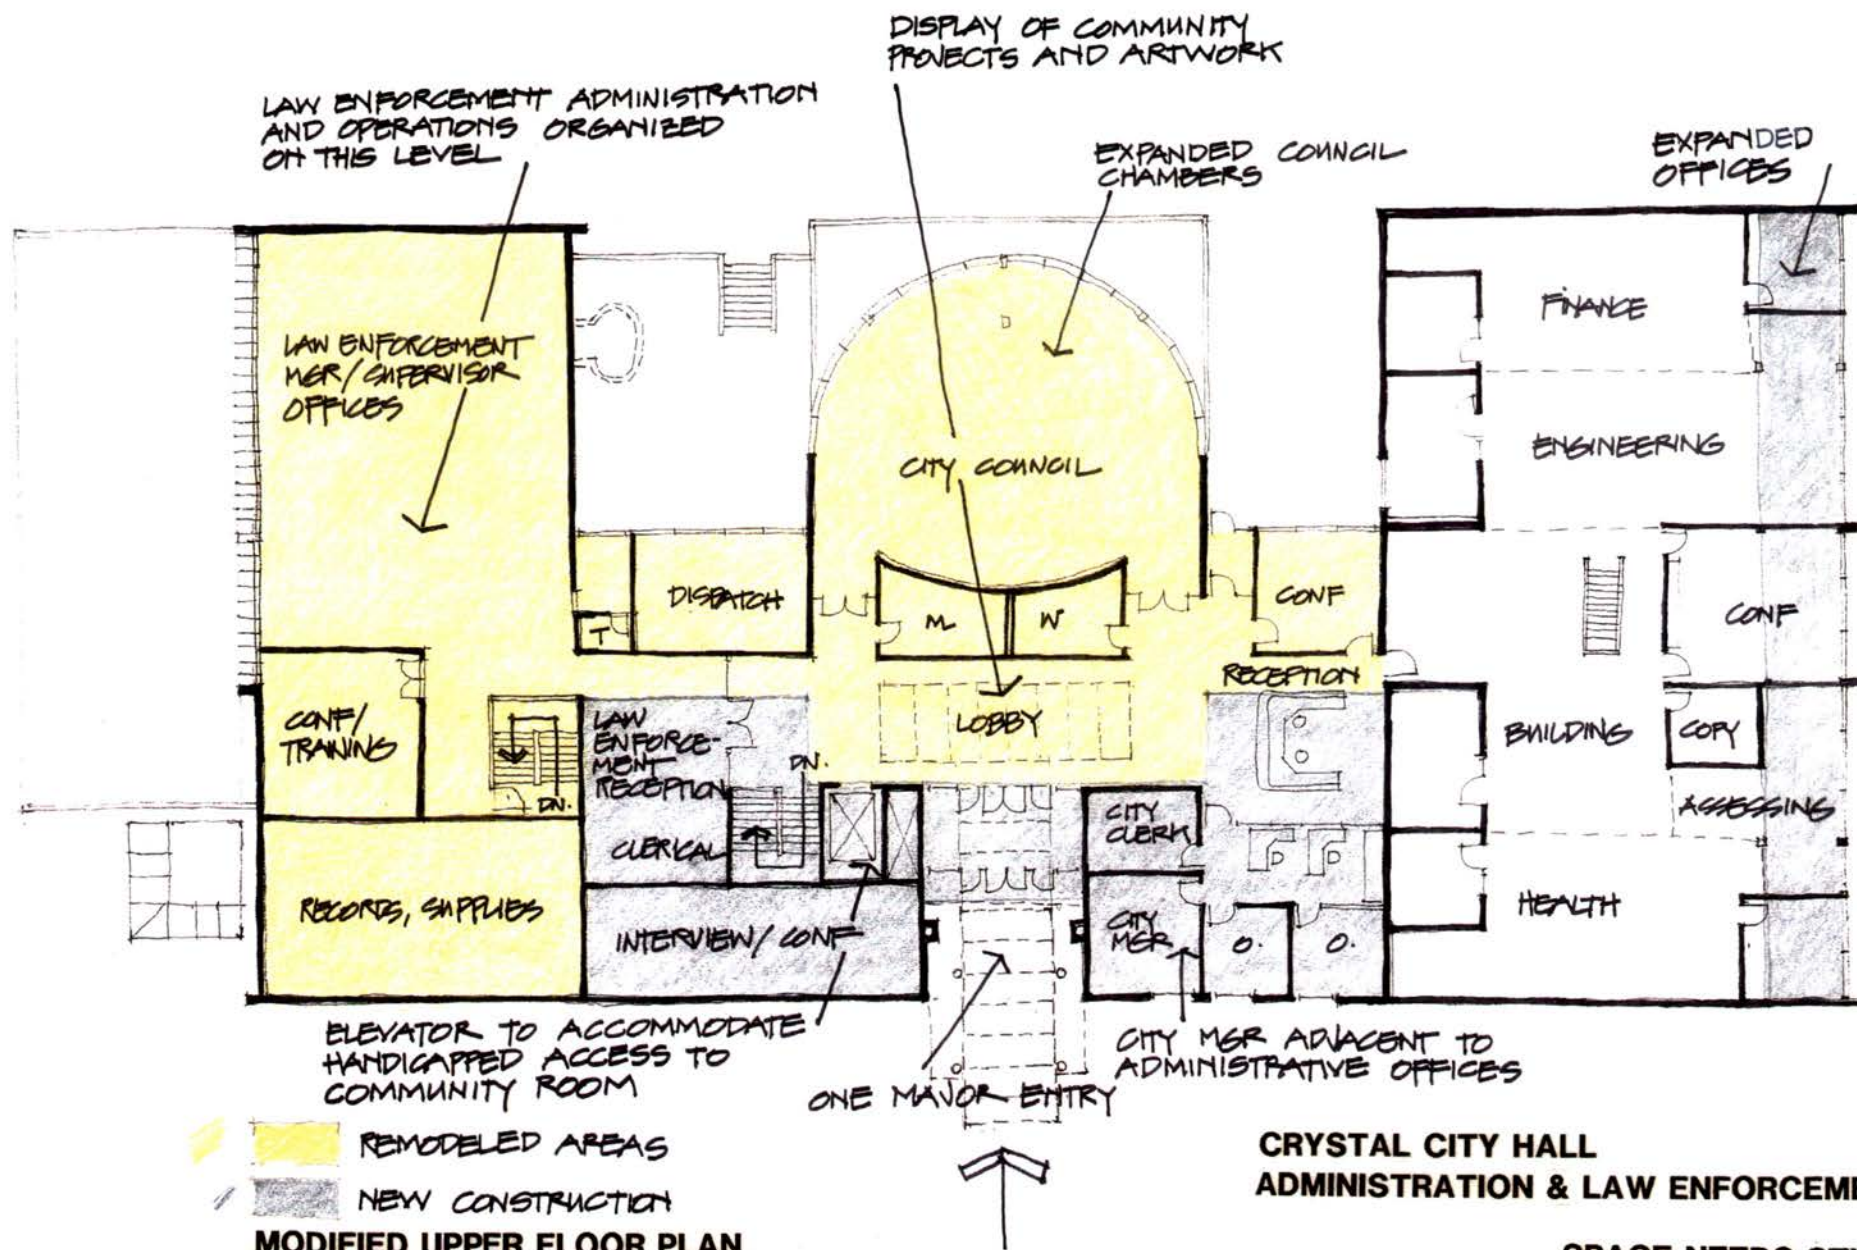 DISPLAY OF COMMUNITY
PROJECTS AND ARTWORK
LAW ENFORCEMENT ADMINISTRATION
AND OPERATIONS ORGANIZED
ON THIS LEVEL
EXPANDED COUNCIL
CHAMBERS
EXPANDED
OFFICES
LAW ENFORCEMENT
MGR/SUPERVISOR
OFFICES
FINANCE
ENGINEERING
CITY COUNCIL
DISPATCH
T
M
W
CONF
CONF
RECEPTION
CONF/
TRAINING
DN.
LAW
ENFORCE-
MENT
RECEPTION
DN.
LOBBY
BUILDING
COPY
ASSESSING
CLERICAL
CITY
CLERK
RECORDS, SUPPLIES
INTERVIEW/CONF
CITY
MGR
O.
O.
HEALTH
ELEVATOR TO ACCOMMODATE
HANDICAPPED ACCESS TO
COMMUNITY ROOM
ONE MAJOR ENTRY
CITY MGR ADJACENT TO
ADMINISTRATIVE OFFICES
REMODELED AREAS
NEW CONSTRUCTION
MODIFIED UPPER FLOOR PLAN
CRYSTAL CITY HALL
ADMINISTRATION & LAW ENFORCEME